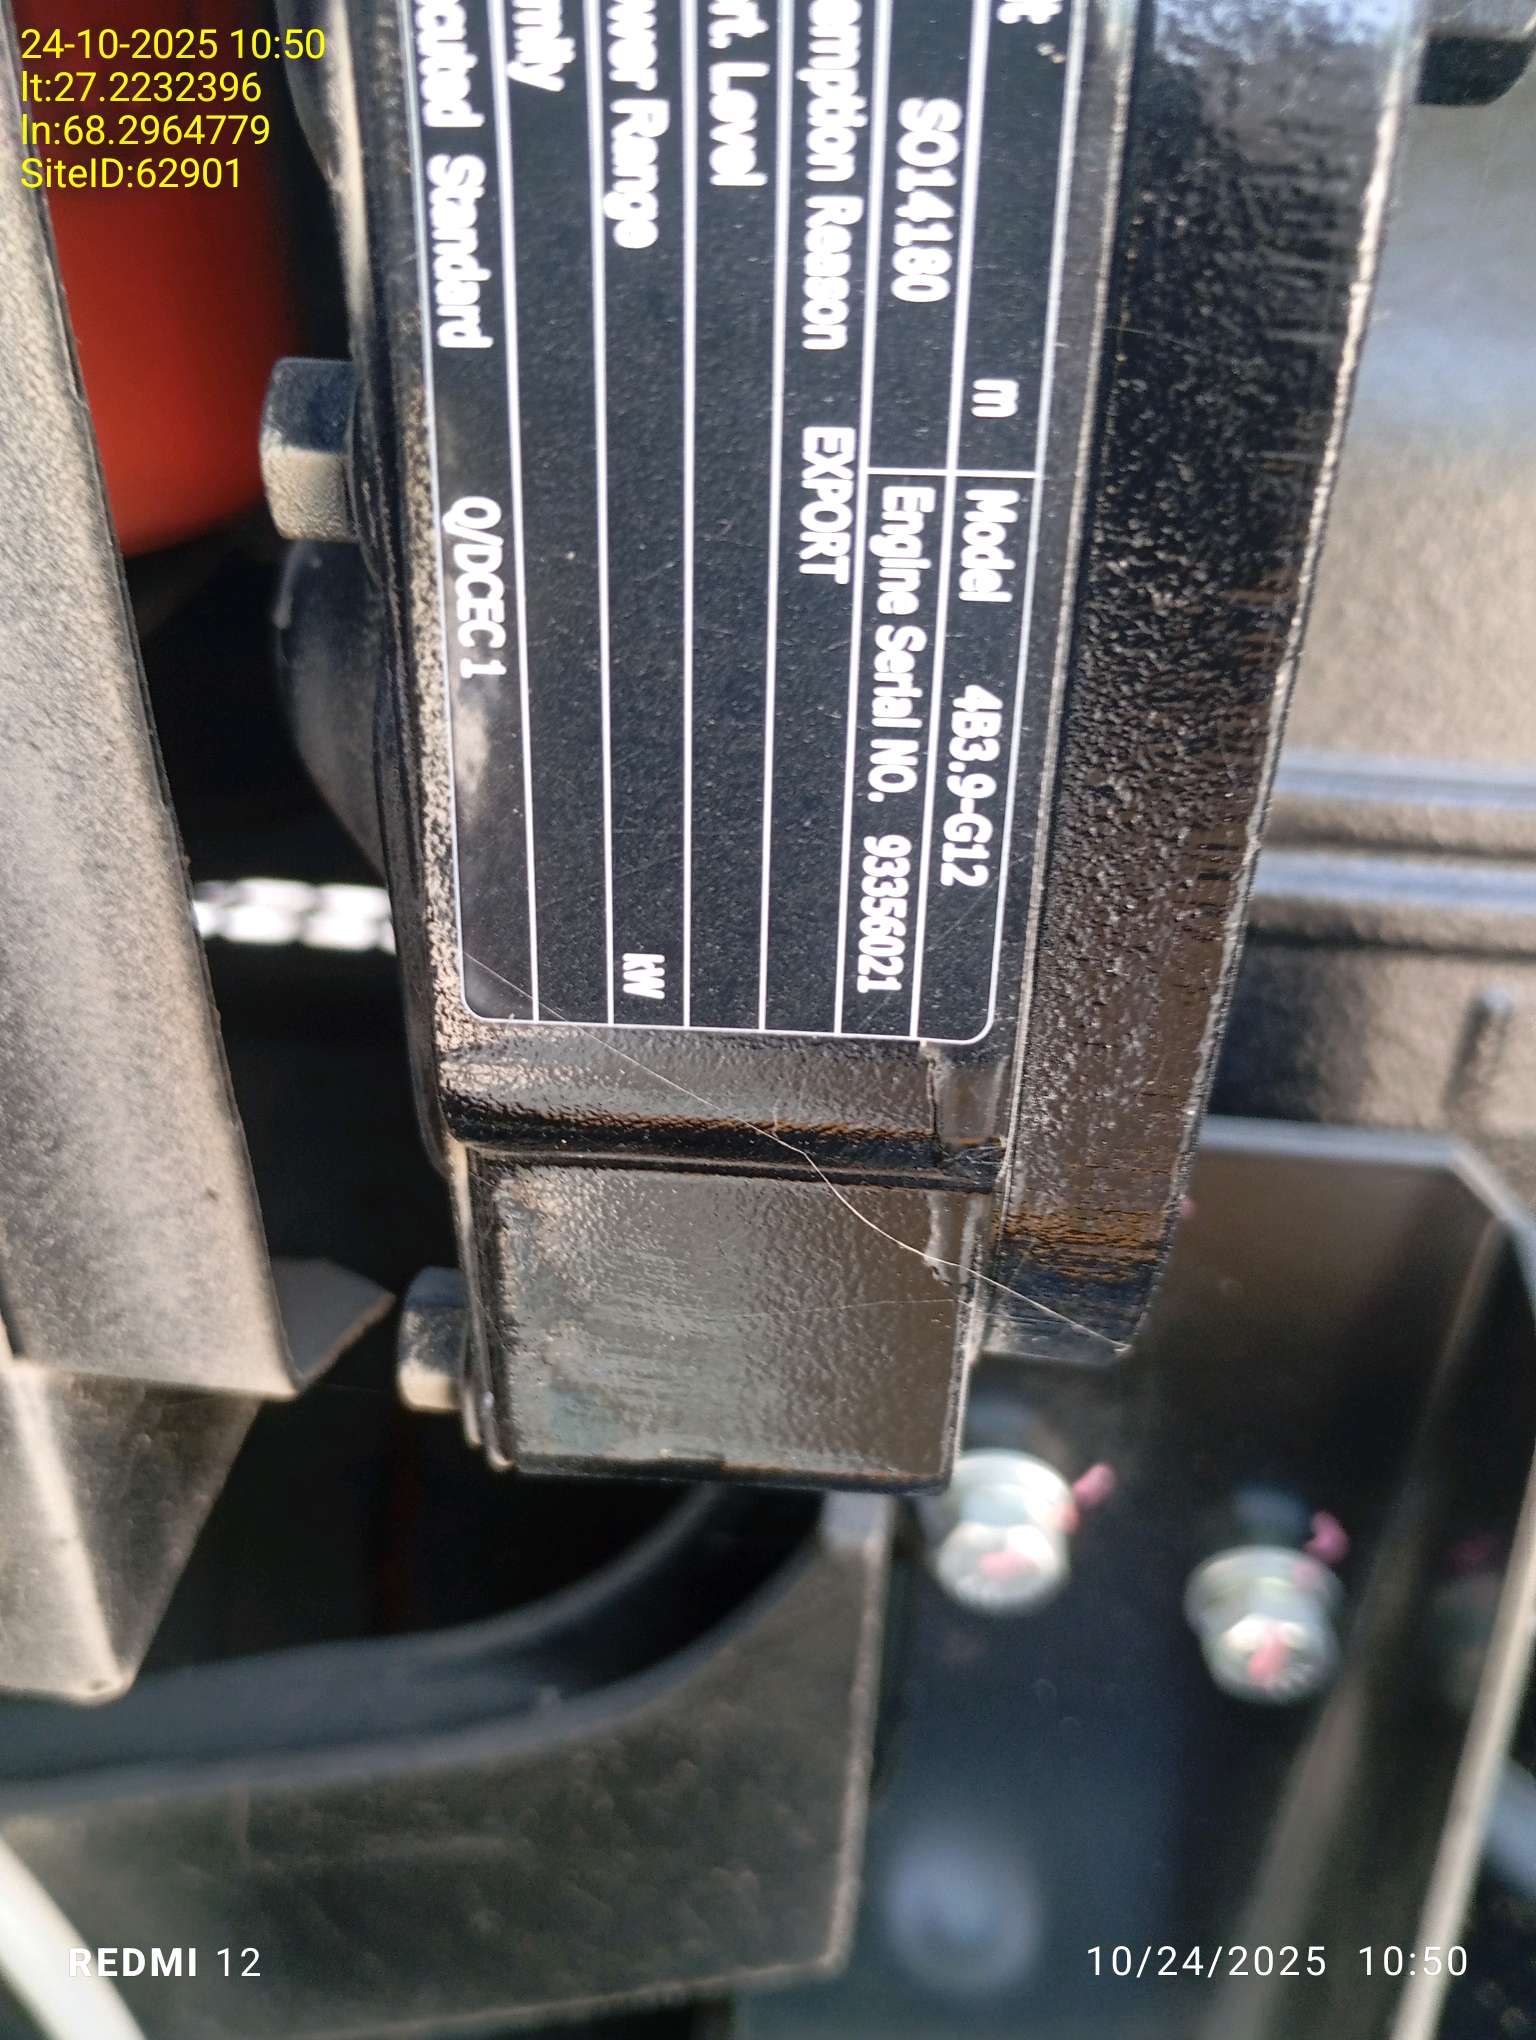 24-10-2025 10:50
lt:27.2232396
ln:68.2964779
SiteID:62901
m Model 4B3.9-G12
SO14180 Engine Serial NO. 93356021
emption Reason EXPORT
rt. Level
wer Range kW
mily
cuted Standard Q/DCEC 1
REDMI 12
10/24/2025 10:50